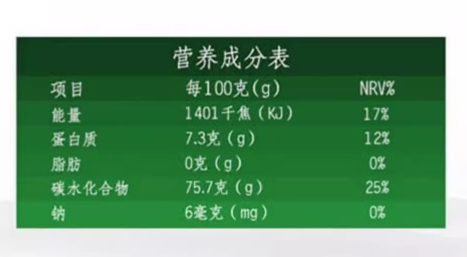 营养成分表
项目 每100克(g) NRV%
能量 1401千焦(KJ) 17%
蛋白质 7.3克(g) 12%
脂肪 0克(g) 0%
碳水化合物 75.7克(g) 25%
钠 6毫克(mg) 0%